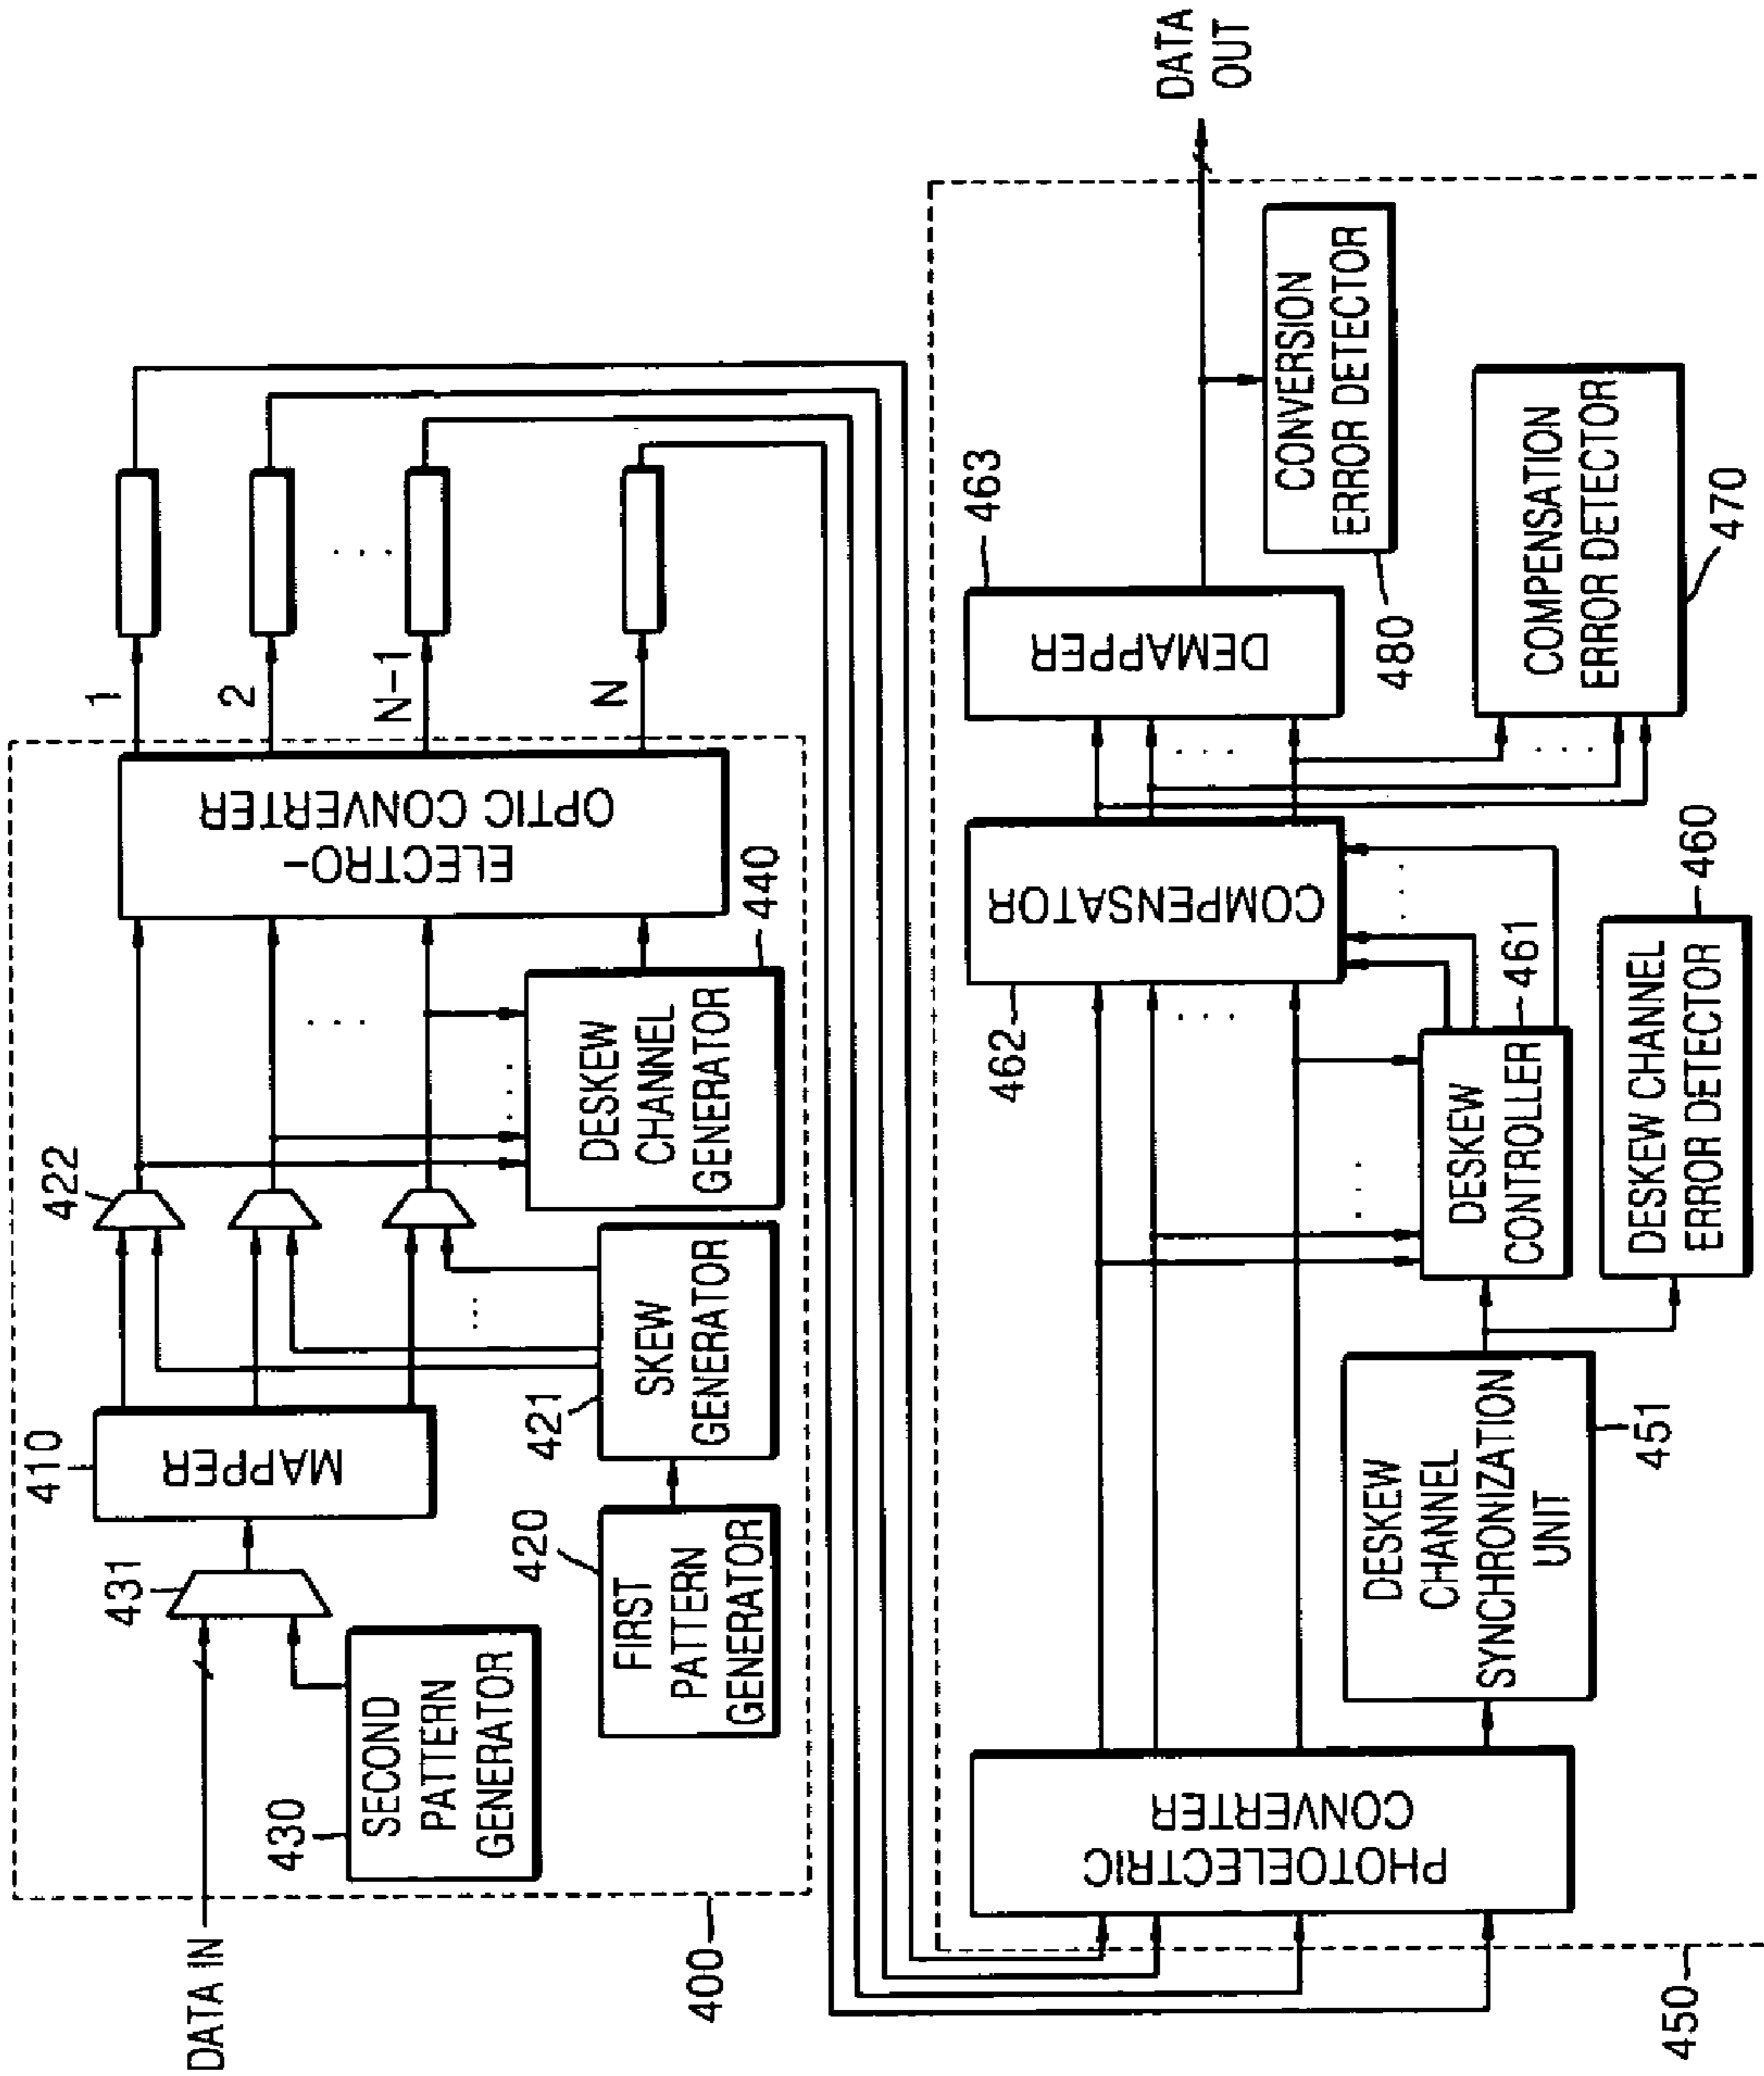 DATA IN
400
430
SECOND
PATTERN
GENERATOR
431
410
MAPPER
420
FIRST
PATTERN
GENERATOR
421
SKEW
GENERATOR
422
DESKEW
CHANNEL
GENERATOR
440
ELECTRO-
OPTIC CONVERTER
1
2
N-1
N
450
PHOTOELECTRIC
CONVERTER
DESKEW
CHANNEL
SYNCHRONIZATION
UNIT
451
DESKEW
CONTROLLER
461
DESKEW CHANNEL
ERROR DETECTOR
460
462
COMPENSATOR
DEMAPPER
463
COMPENSATION
ERROR DETECTOR
470
480
CONVERSION
ERROR DETECTOR
DATA
OUT